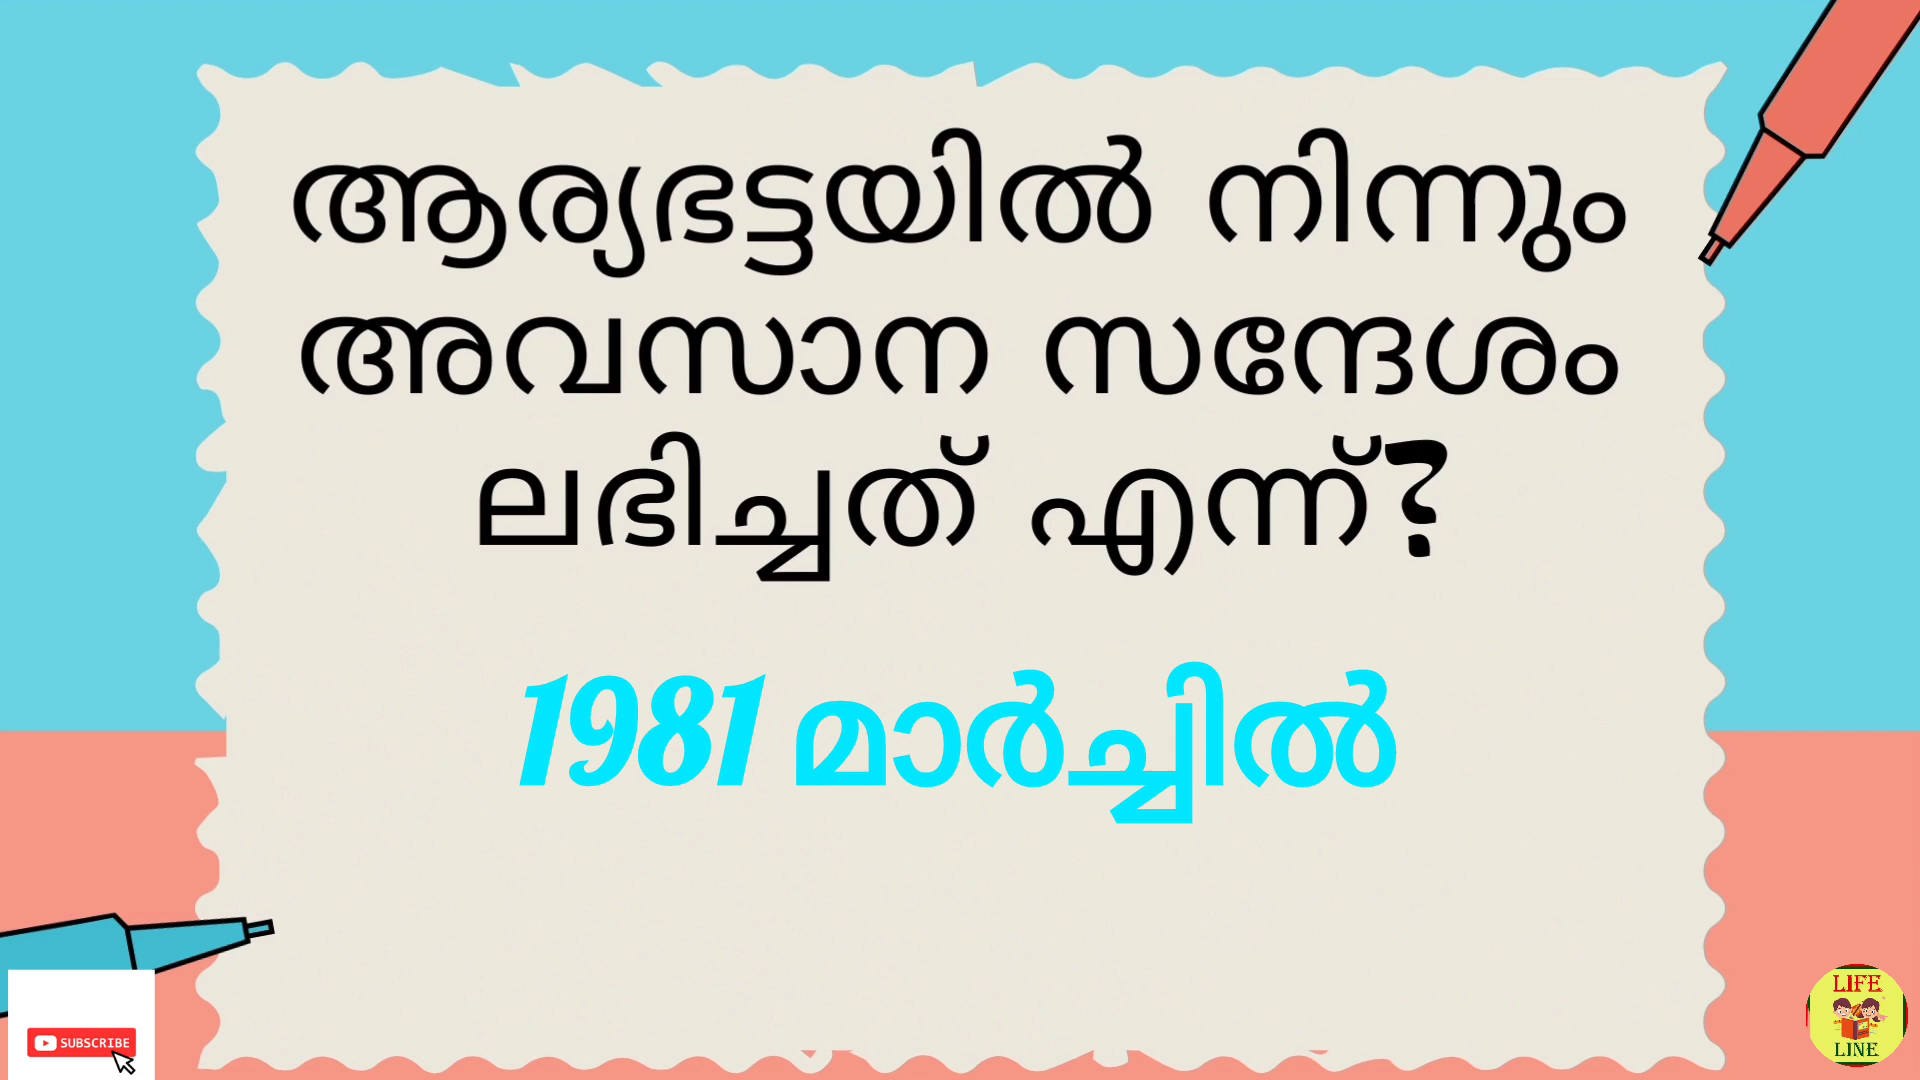 ആര്യഭട്ടയിൽ നിന്നും
അവസാന സന്ദേശം
ലഭിച്ചത് എന്ന്?
1981 മാർച്ചിൽ
SUBSCRIBE
LIFE
LINE